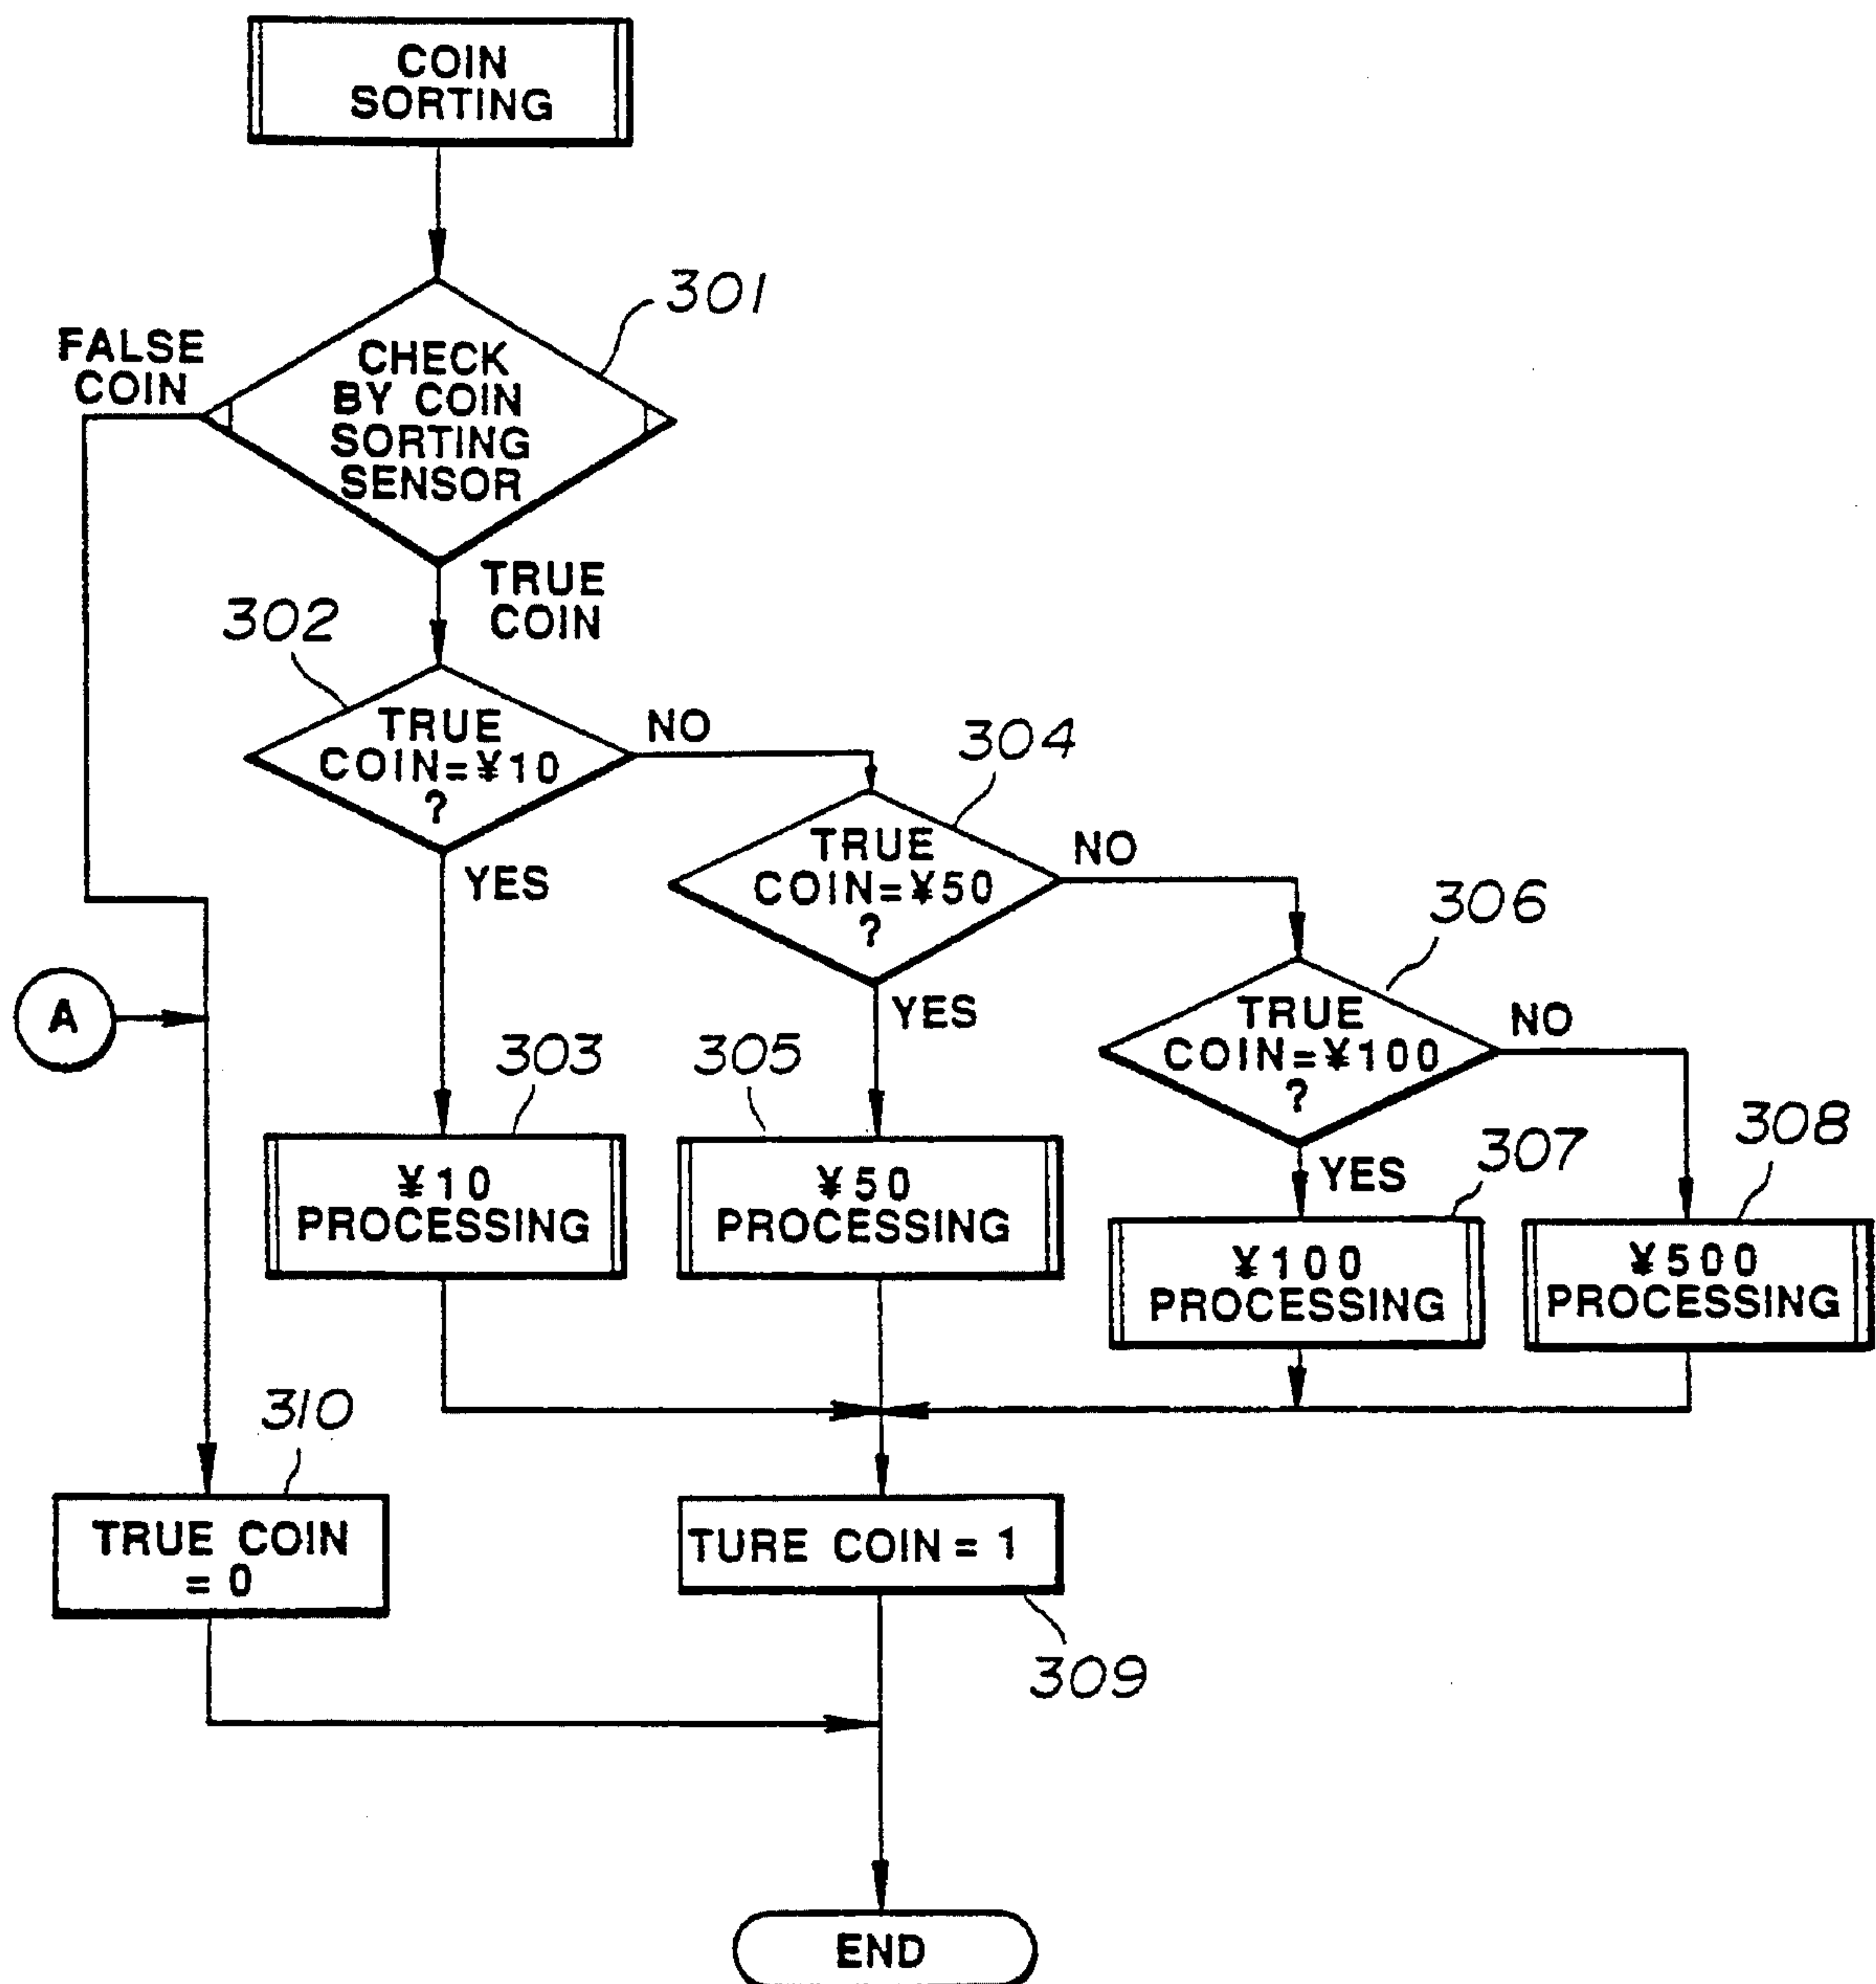 COIN
SORTING
301
FALSE
COIN
CHECK
BY COIN
SORTING
SENSOR
TRUE
COIN
302
TRUE
COIN=¥10
?
NO
304
YES
TRUE
COIN=¥50
?
NO
306
YES
A
TRUE
COIN=¥100
?
NO
303
305
YES
307
308
¥10
PROCESSING
¥50
PROCESSING
¥100
PROCESSING
¥500
PROCESSING
310
TRUE COIN
= 0
TURE COIN = 1
309
END